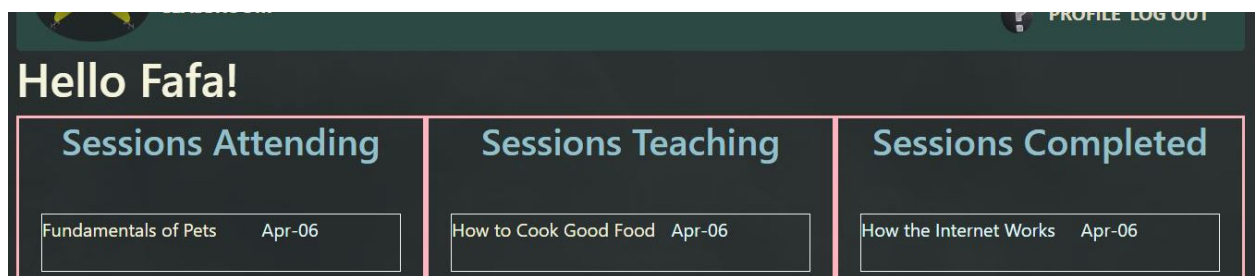 PROFILE LOG OUT
Hello Fafa!
Sessions Attending
Fundamentals of Pets Apr-06
Sessions Teaching
How to Cook Good Food Apr-06
Sessions Completed
How the Internet Works Apr-06